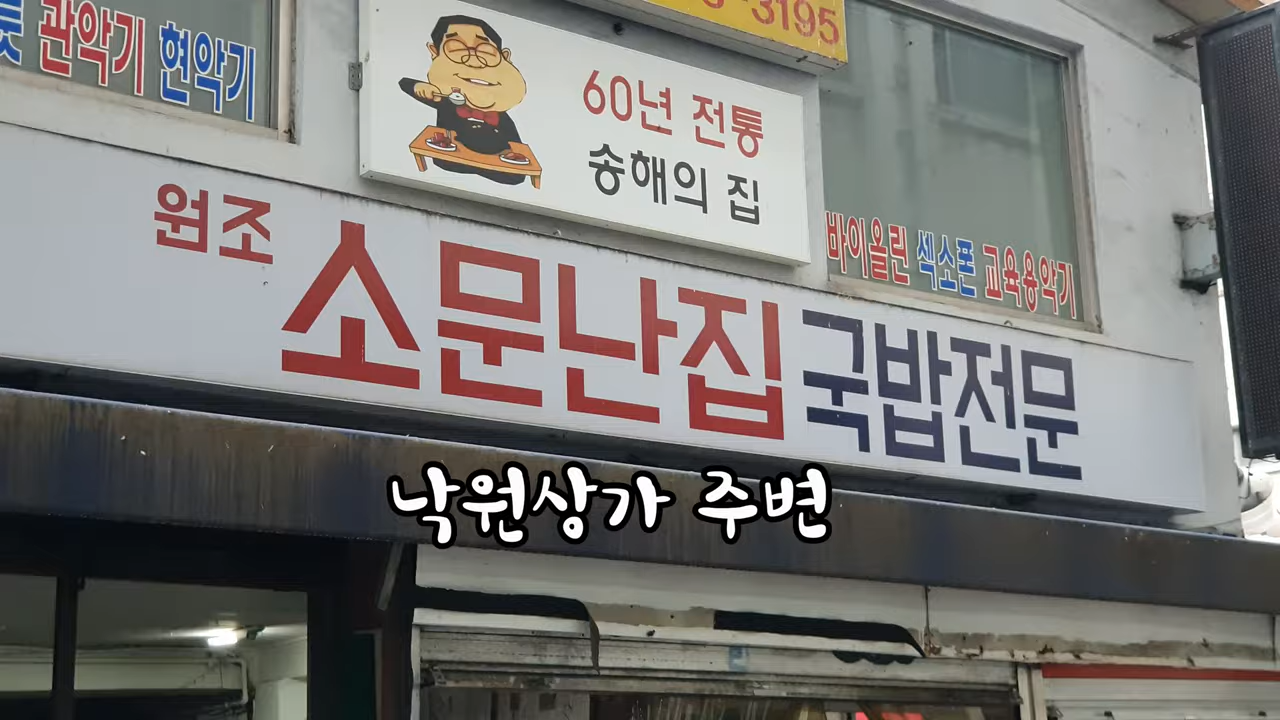 관악기 현악기
3195
60년 전통
송해의 집
바이올린 섹소폰 교육용악기
원조 소문난집 국밥전문
낙원상가 주변